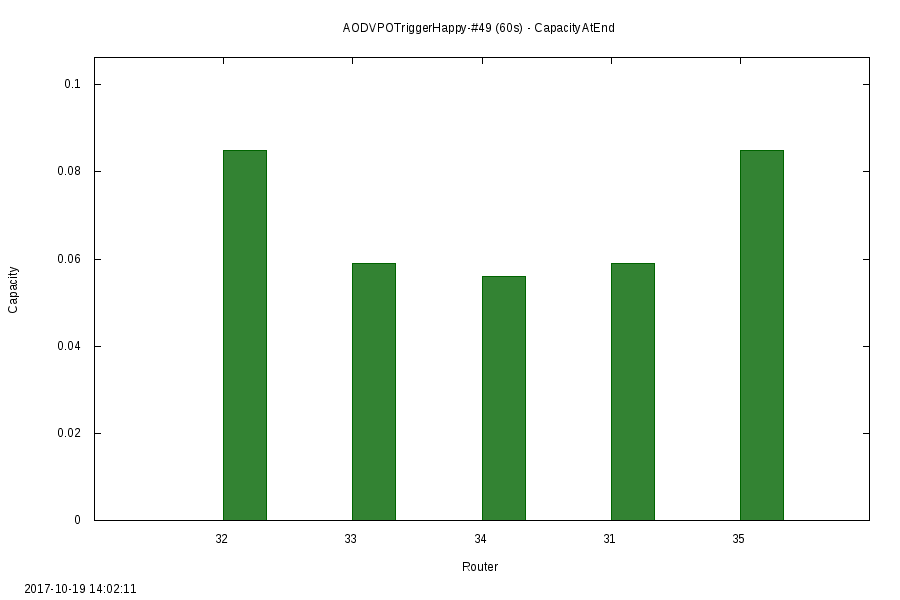 AODVPOTriggerHappy-#49 (60s) - CapacityAtEnd
0.1
0.08
0.06
0.04
0.02
0
Capacity
32 33 34 31 35
Router
2017-10-19 14:02:11